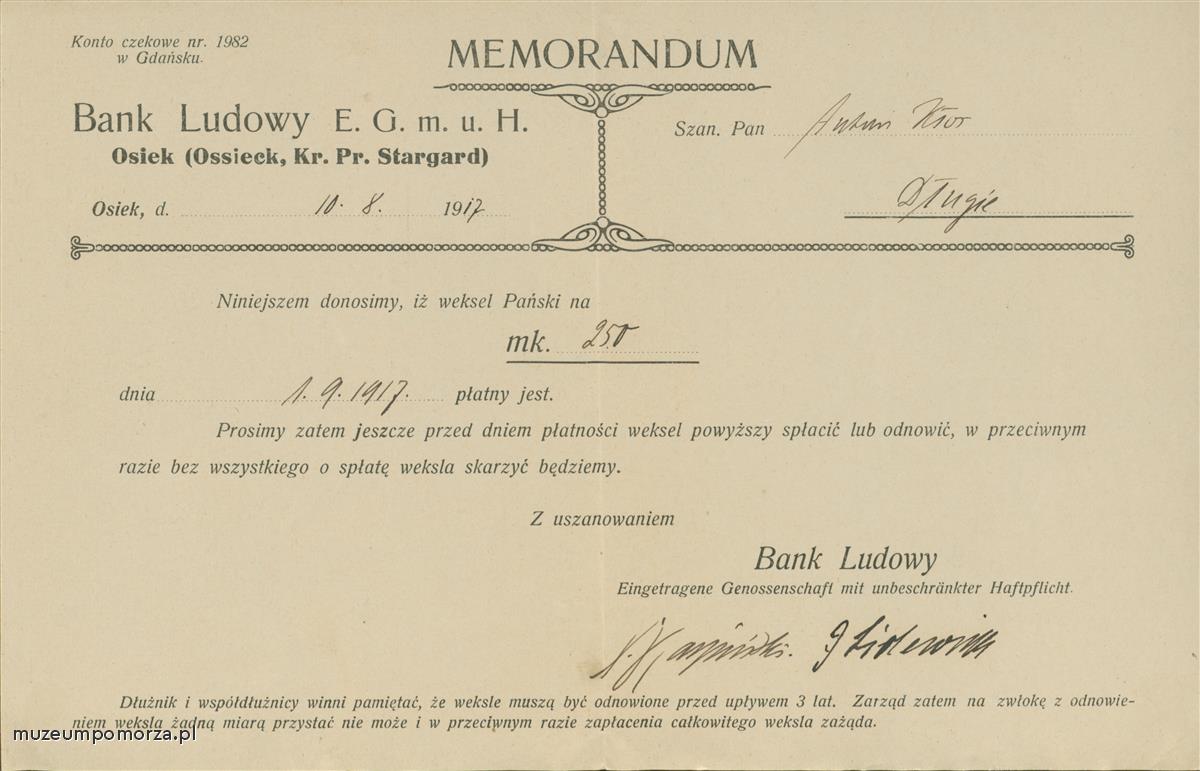 Konto czekowe nr. 1982
w Gdańsku.
MEMORANDUM
Bank Ludowy E. G. m. u. H.
Osiek (Ossieck, Kr. Pr. Stargard)
Szan. Pan
Osiek, d. 10. 8. 1917
Długie
Niniejszem donosimy, iż weksel Pański na
mk. 250
dnia 1. 9. 1917. płatny jest.
Prosimy zatem jeszcze przed dniem płatności weksel powyższy spłacić lub odnowić, w przeciwnym
razie bez wszystkiego o spłatę weksla skarzyć będziemy.
Z uszanowaniem
Bank Ludowy
Eingetragene Genossenschaft mit unbeschränkter Haftpflicht.
Dłużnik i współdłużnicy winni pamiętać, że weksle muszą być odnowione przed upływem 3 lat. Zarząd zatem na zwłokę z odnowie-
niem weksla żadną miarą przystać nie może i w przeciwnym razie zapłacenia całkowitego weksla zażąda.
muzeumpomorza.pl